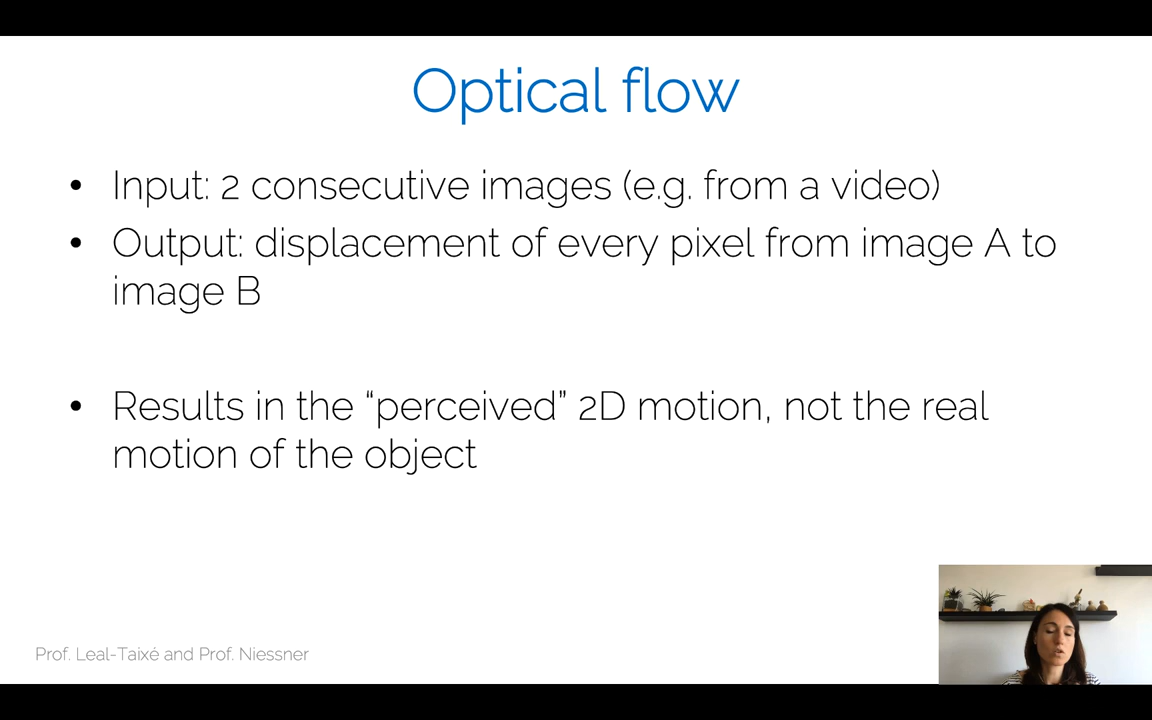 Optical flow
• Input: 2 consecutive images (e.g. from a video)
• Output: displacement of every pixel from image A to
image B
• Results in the “perceived” 2D motion, not the real
motion of the object
Prof. Leal-Taixé and Prof. Niessner